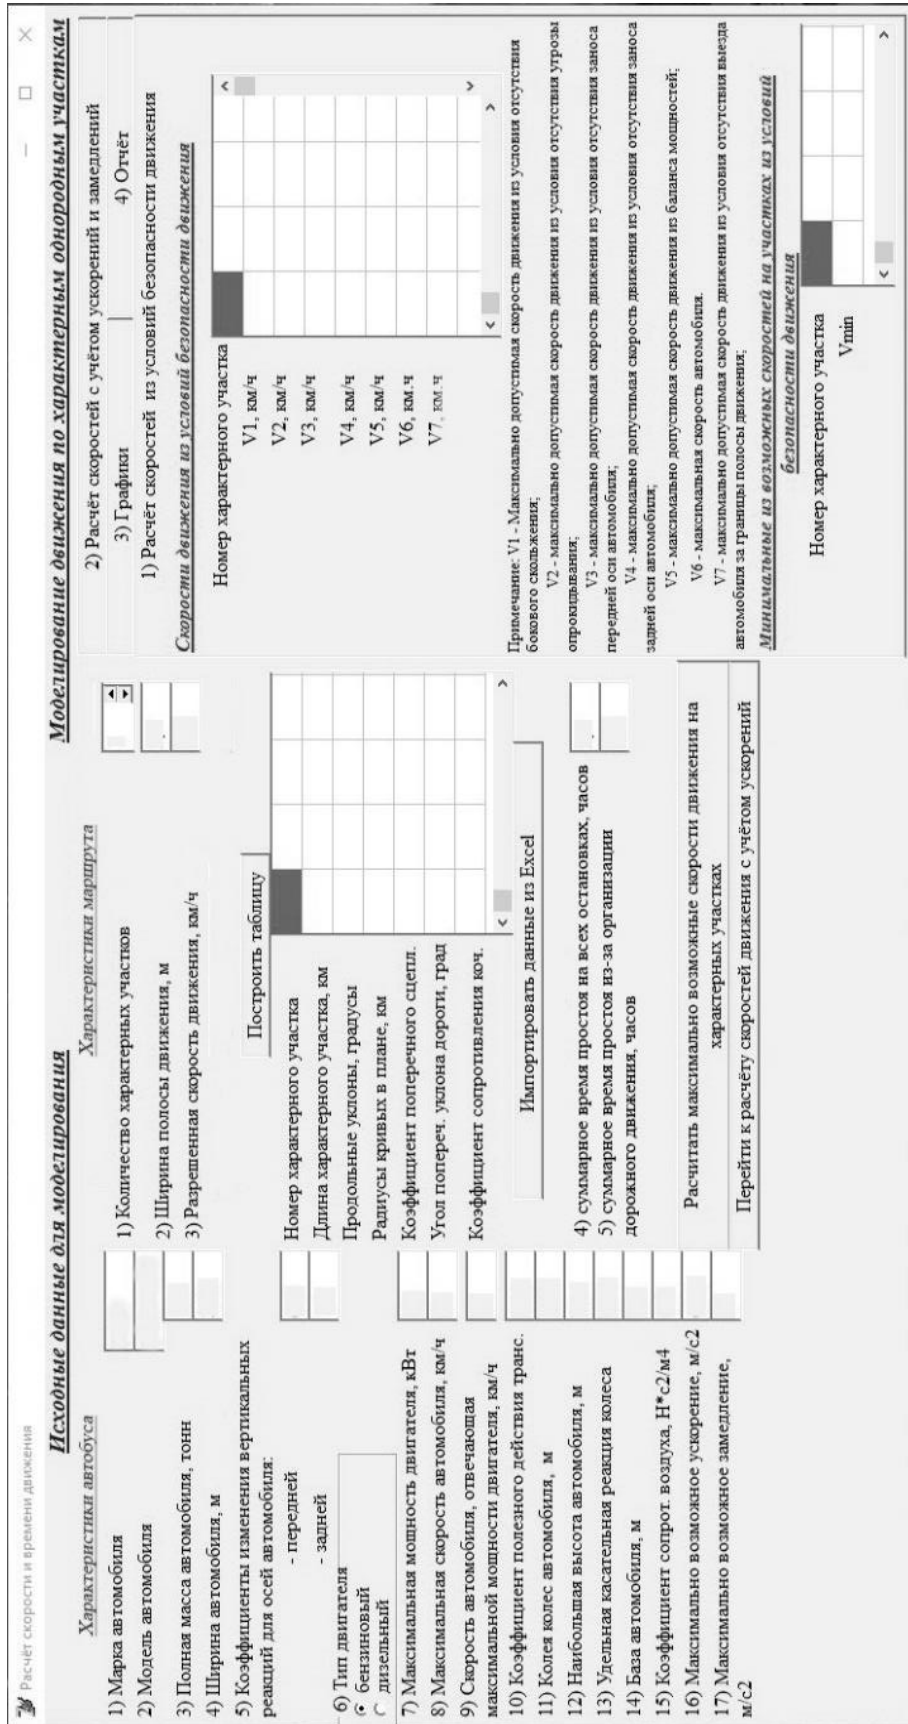 Расчёт скорости и времени движения
Исходные данные для моделирования
Характеристики автобуса
1) Марка автомобиля
2) Модель автомобиля
3) Полная масса автомобиля, тонн
4) Ширина автомобиля, м
5) Коэффициенты изменения вертикальных
реакций для осей автомобиля:
- передней
- задней
6) Тип двигателя
бензиновый
дизельный
7) Максимальная мощность двигателя, кВт
8) Максимальная скорость автомобиля, км/ч
9) Скорость автомобиля, отвечающая
максимальной мощности двигателя, км/ч
10) Коэффициент полезного действия транс.
11) Колея колес автомобиля, м
12) Наибольшая высота автомобиля, м
13) Удельная касательная реакция колеса
14) База автомобиля, м
15) Коэффициент сопрот. воздуха, Н*с2/м4
16) Максимально возможное ускорение, м/с2
17) Максимально возможное замедление,
м/с2
Характеристики маршрута
1) Количество характерных участков
2) Ширина полосы движения, м
3) Разрешенная скорость движения, км/ч
Построить таблицу
Номер характерного участка
Длина характерного участка, км
Продольные уклоны, градусы
Радиусы кривых в плане, км
Коэффициент поперечного сцепл.
Угол попереч. уклона дороги, град
Коэффициент сопротивления коч.
Импортировать данные из Excel
4) суммарное время простоя на всех остановках, часов
5) суммарное время простоя из-за организации
дорожного движения, часов
Расчитать максимально возможные скорости движения на
характерных участках
Перейти к расчёту скоростей движения с учётом ускорений
Моделирование движения по характерным однородным участкам
2) Расчёт скоростей с учётом ускорений и замедлений
3) Графики
4) Отчёт
1) Расчёт скоростей из условий безопасности движения
Скорости движения из условий безопасности движения
Номер характерного участка
V1, км/ч
V2, км/ч
V3, км/ч
V4, км/ч
V5, км/ч
V6, км.ч
V7, км.ч
Примечание: V1 - Максимально допустимая скорость движения из условия отсутствия
бокового скольжения;
V2 - максимально допустимая скорость движения из условия отсутствия угрозы
опрокидывания;
V3 - максимально допустимая скорость движения из условия отсутствия заноса
передней оси автомобиля;
V4 - максимально допустимая скорость движения из условия отсутствия заноса
задней оси автомобиля;
V5 - максимально допустимая скорость движения из баланса мощностей;
V6 - максимальная скорость автомобиля.
V7 - максимально допустимая скорость движения из условия отсутствия выезда
автомобиля за границы полосы движения;
Минимальные из возможных скоростей на участках из условий
безопасности движения
Номер характерного участка
Vmin